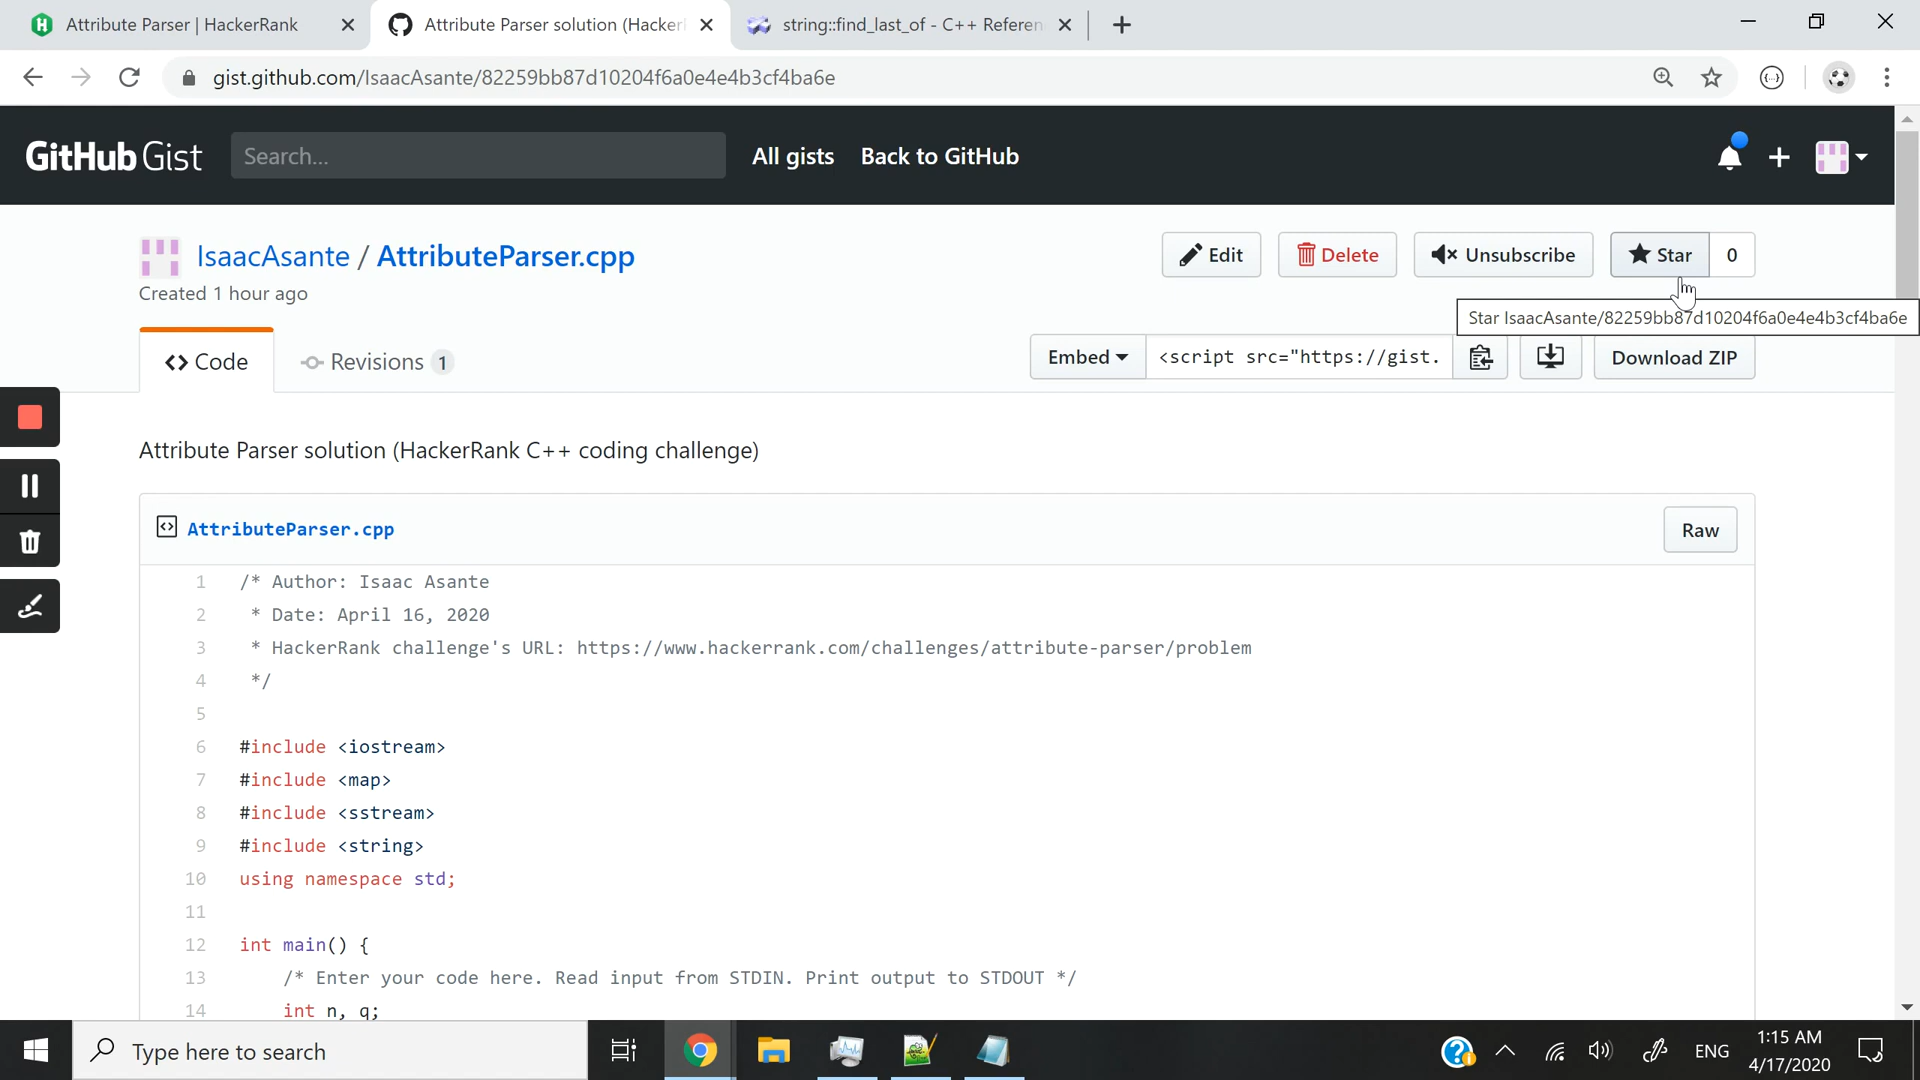 Attribute Parser | HackerRank
Attribute Parser solution (Hacker
string::find_last_of - C++ Referen
gist.github.com/IsaacAsante/82259bb87d10204f6a0e4e4b3cf4ba6e
GitHub Gist
Search...
All gists
Back to GitHub
IsaacAsante / AttributeParser.cpp
Edit
Delete
Unsubscribe
Star
0
Created 1 hour ago
Star IsaacAsante/82259bb87d10204f6a0e4e4b3cf4ba6e
Code
Revisions 1
Embed
<script src="https://gist.
Download ZIP
Attribute Parser solution (HackerRank C++ coding challenge)
AttributeParser.cpp
Raw
1 /* Author: Isaac Asante
2 * Date: April 16, 2020
3 * HackerRank challenge's URL: https://www.hackerrank.com/challenges/attribute-parser/problem
4 */
5
6 #include <iostream>
7 #include <map>
8 #include <sstream>
9 #include <string>
10 using namespace std;
11
12 int main() {
13 /* Enter your code here. Read input from STDIN. Print output to STDOUT */
14 int n, q;
Type here to search
ENG
1:15 AM
4/17/2020